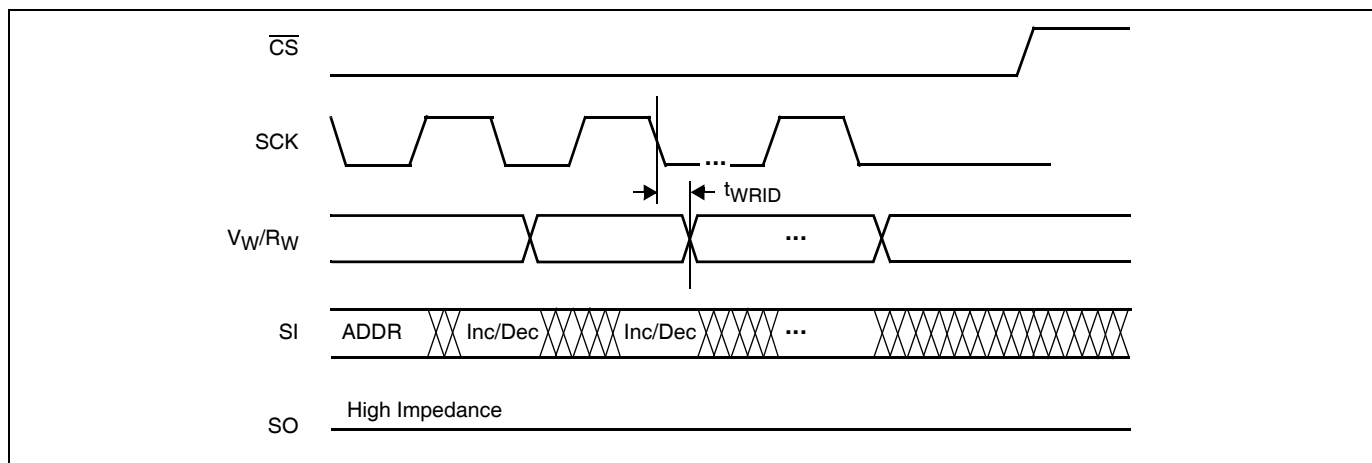 CS
SCK
...
tWRID
VW/RW
...
SI ADDR Inc/Dec Inc/Dec ...
High Impedance
SO